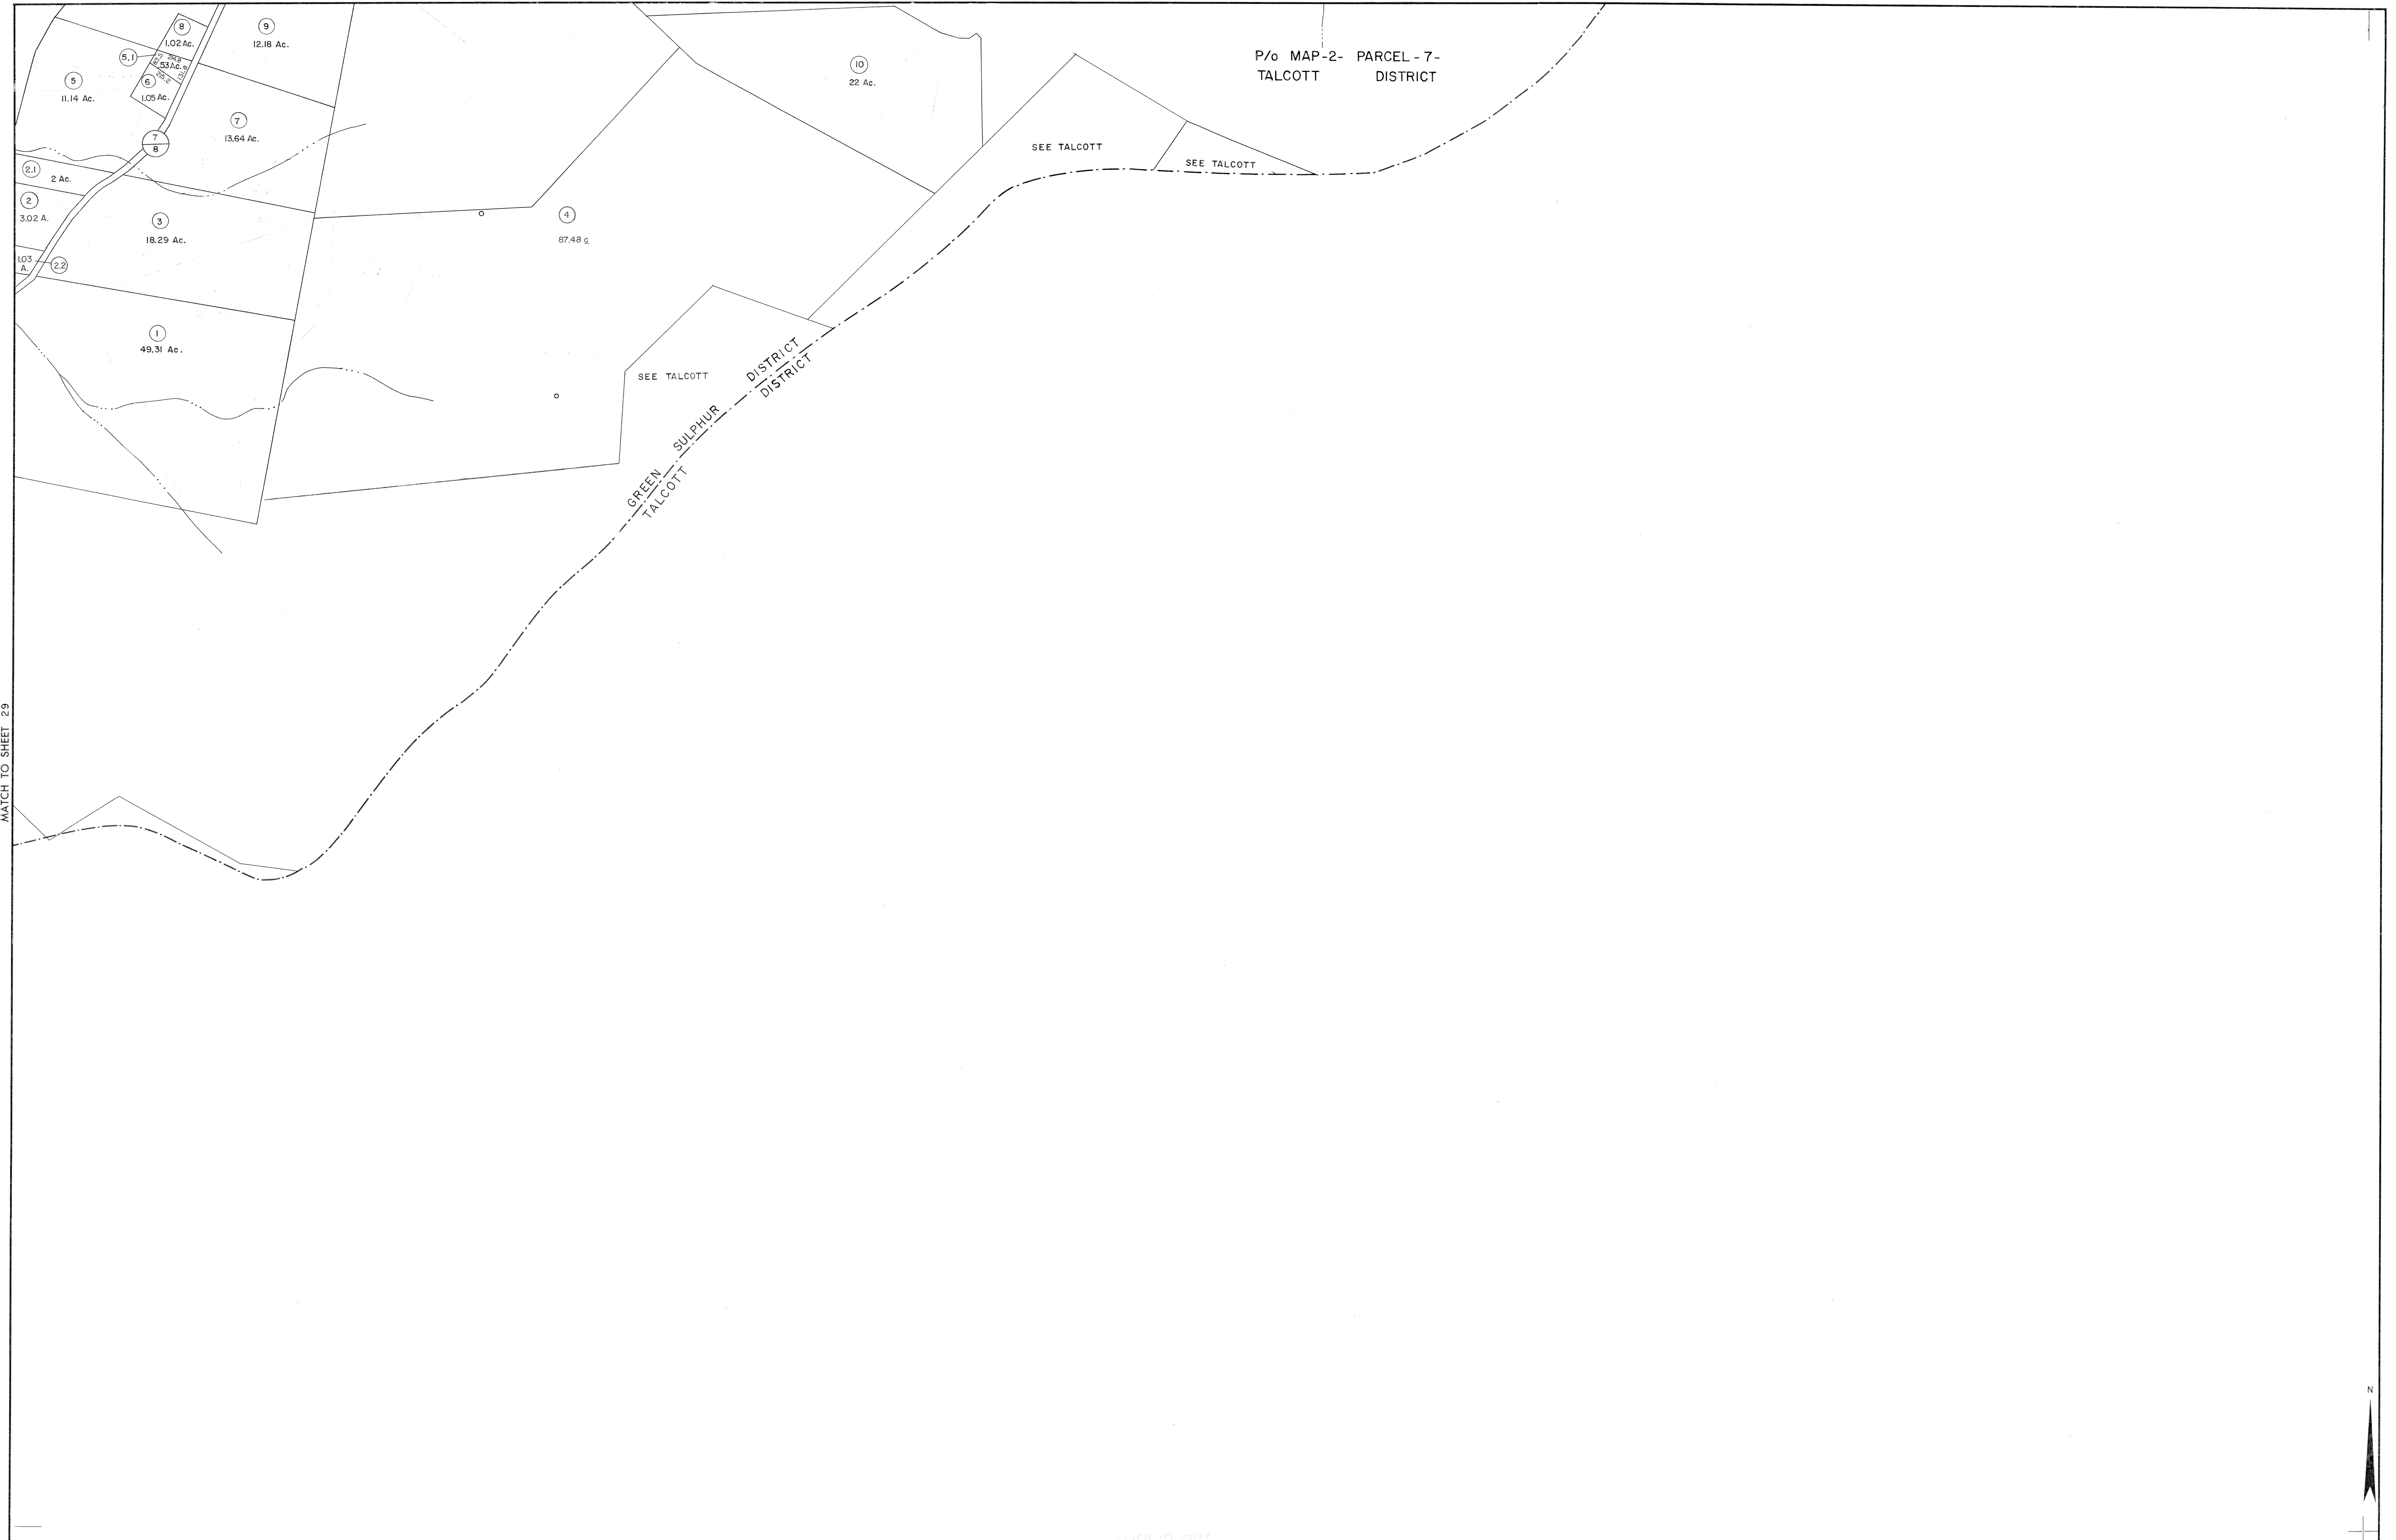 8
1.02 Ac.
9
12.18 Ac.
5.1
.53 Ac.
215.2
5
11.14 Ac.
6
1.05 Ac.
7
13.64 Ac.
7
8
10
22 Ac.
P/o MAP-2- PARCEL-7-
TALCOTT DISTRICT
SEE TALCOTT
SEE TALCOTT
2.1
2 Ac.
2
3.02 A.
3
18.29 Ac.
4
87.48 a
1.03
A.
2.2
1
49.31 Ac.
SEE TALCOTT
GREEN SULPHUR DISTRICT
TALCOTT DISTRICT
MATCH TO SHEET 29
N